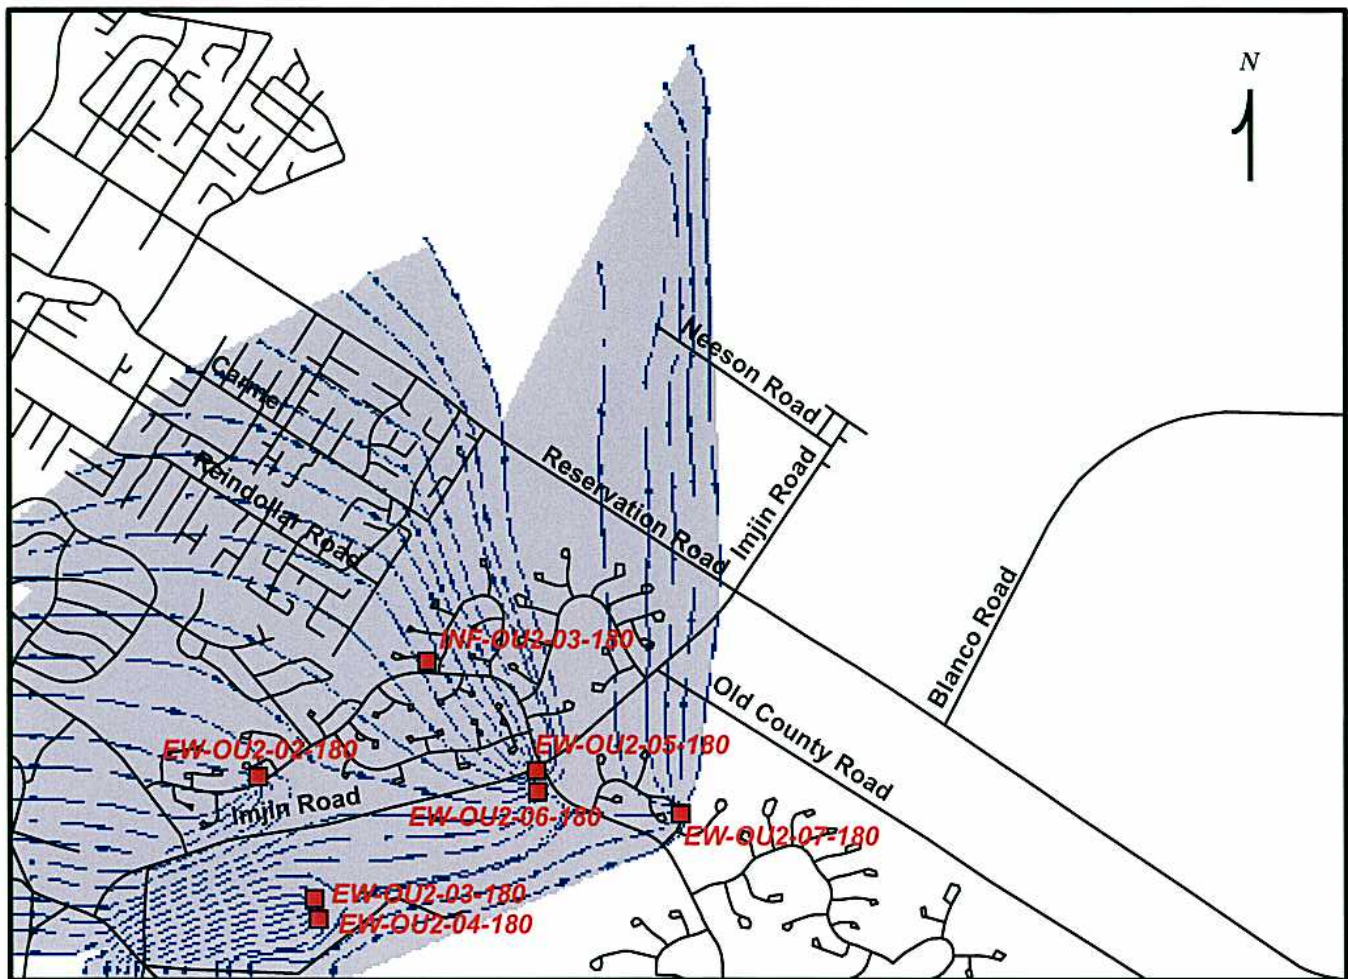 N
Neeson Road
Carmel
Reservation Road
Imjin Road
Reindollar Road
Blanco Road
INF-OU2-03-180
Old County Road
EW-OU2-02-180
EW-OU2-05-180
Imjin Road
EW-OU2-06-180
EW-OU2-07-180
EW-OU2-03-180
EW-OU2-04-180